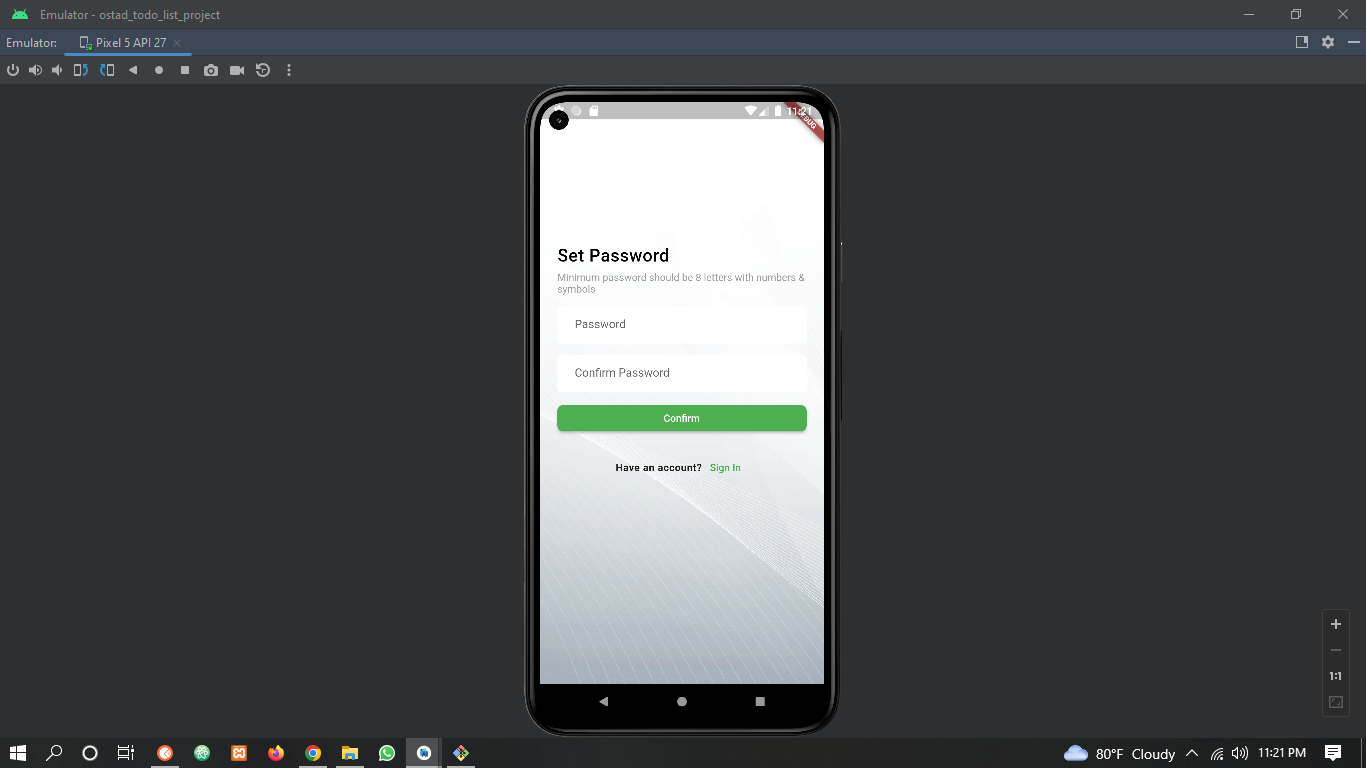 Emulator - ostad_todo_list_project
Emulator: Pixel 5 API 27
11:21
Set Password
Minimum password should be 8 letters with numbers &
symbols
Password
Confirm Password
Confirm
Have an account? Sign In
1:1
80°F Cloudy
11:21 PM